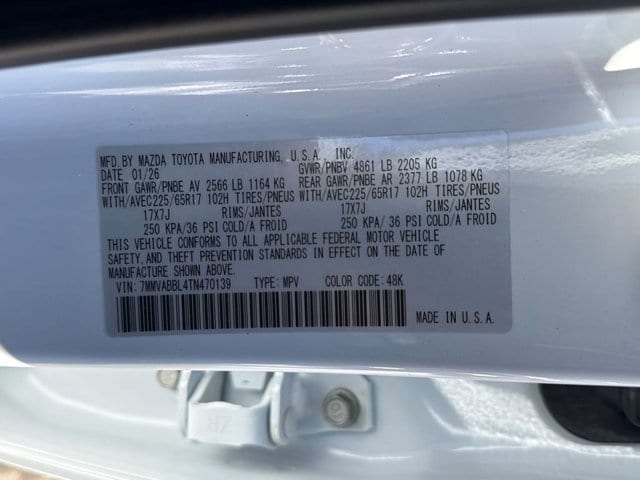 MFD. BY MAZDA TOYOTA MANUFACTURING, U.S.A., INC.
DATE 01/26 GVWR/PNBV 4861 LB 2205 KG
FRONT GAWR/PNBE AV 2566 LB 1164 KG REAR GAWR/PNBE AR 2377 LB 1078 KG
WITH/AVEC225/65R17 102H TIRES/PNEUS WITH/AVEC225/65R17 102H TIRES/PNEUS
17X7J RIMS/JANTES 17X7J RIMS/JANTES
250 KPA/36 PSI COLD/A FROID 250 KPA/ 36 PSI COLD/A FROID
THIS VEHICLE CONFORMS TO ALL APPLICABLE FEDERAL MOTOR VEHICLE
SAFETY, AND THEFT PREVENTION STANDARDS IN EFFECT ON THE DATE OF
MANUFACTURE SHOWN ABOVE.
VIN: 7MMVABBL4TN470139 TYPE: MPV COLOR CODE: 48K
MADE IN U.S.A.
ZR